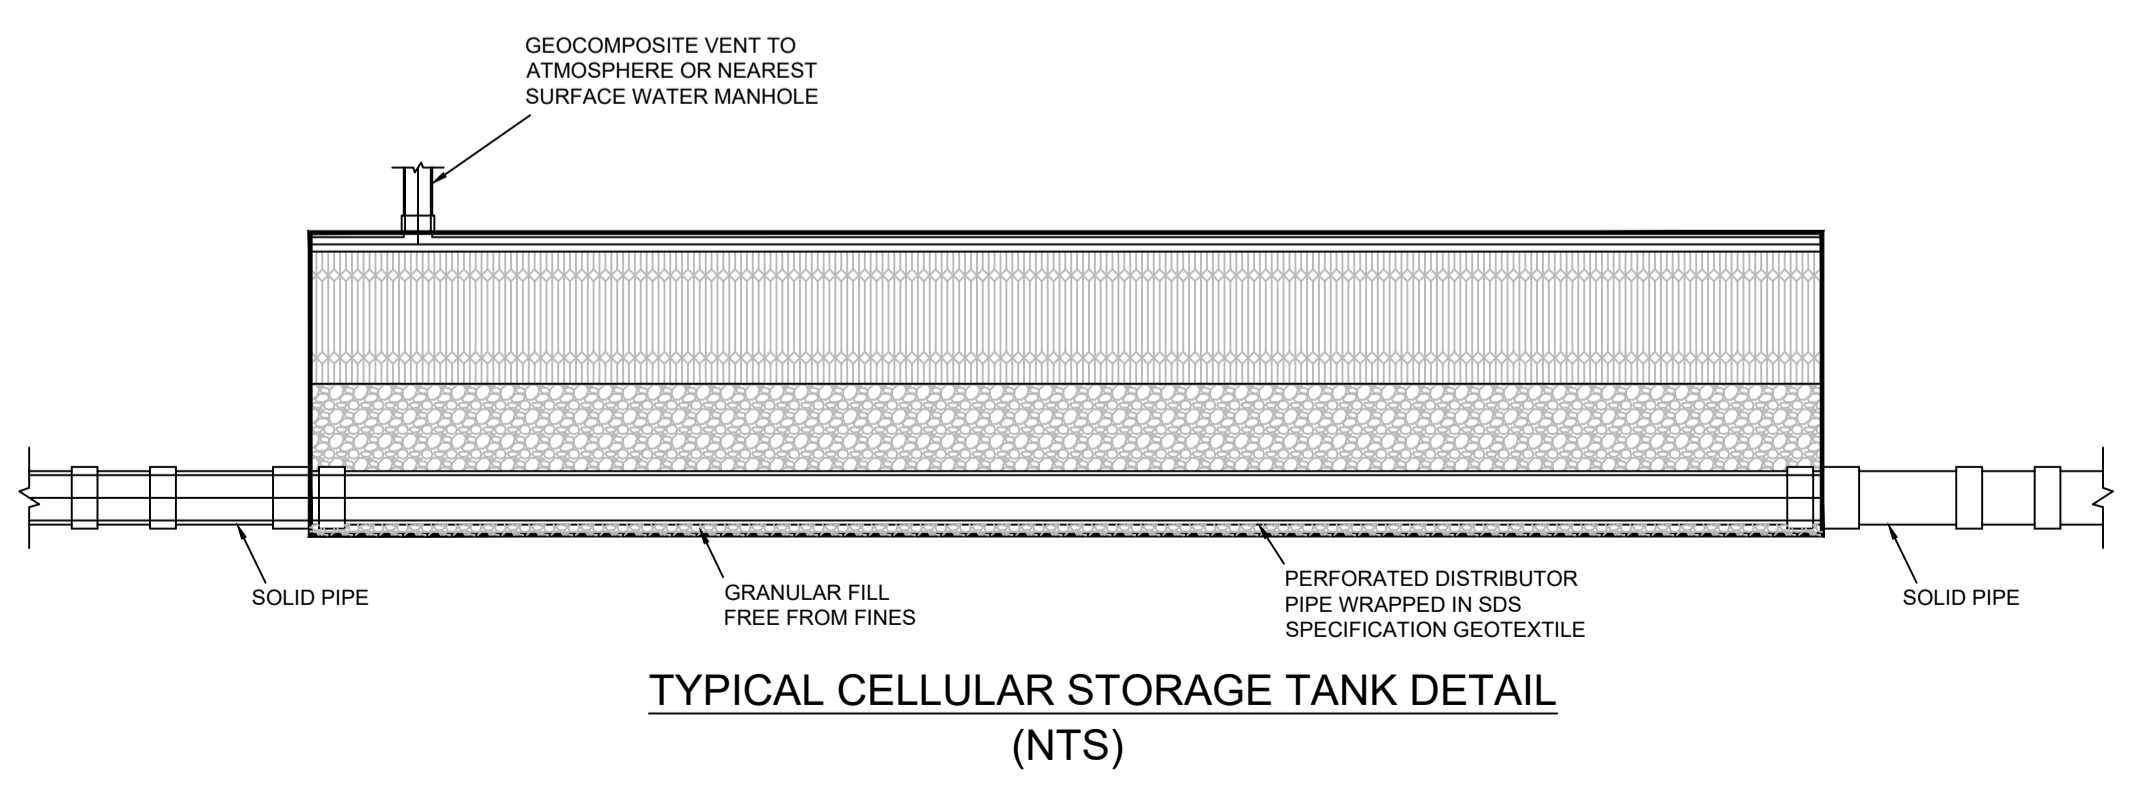 GEOCOMPOSITE VENT TO
ATMOSPHERE OR NEAREST
SURFACE WATER MANHOLE
SOLID PIPE
GRANULAR FILL
FREE FROM FINES
PERFORATED DISTRIBUTOR
PIPE WRAPPED IN SDS
SPECIFICATION GEOTEXTILE
SOLID PIPE
TYPICAL CELLULAR STORAGE TANK DETAIL
(NTS)